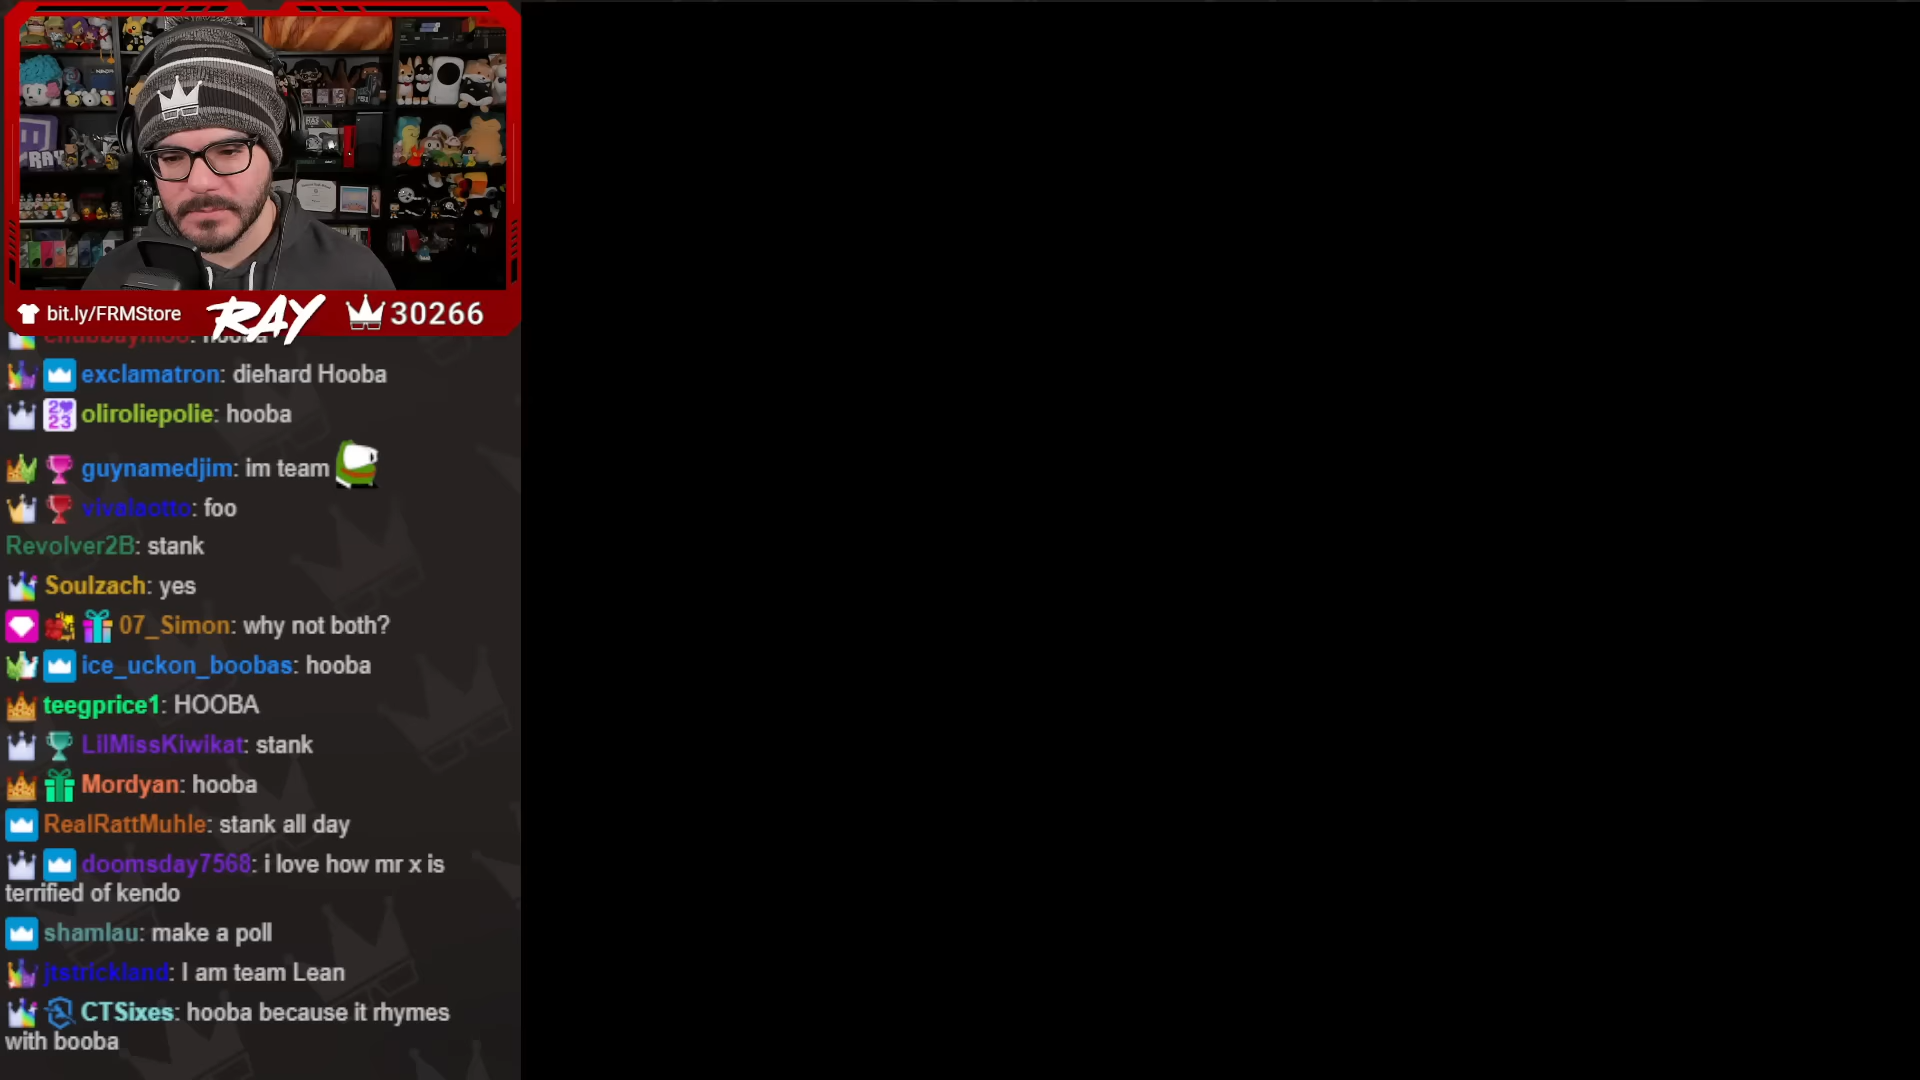 bit.ly/FRMStore RAY 30266
exclamatron: diehard Hooba
oliroliepolie: hooba
guynamedjim: im team
vivalaotto: foo
Revolver2B: stank
Soulzach: yes
07_Simon: why not both?
ice_uckon_boobas: hooba
teegprice1: HOOBA
LilMissKiwikat: stank
Mordyan: hooba
RealRattMuhle: stank all day
doomsday7568: i love how mr x is
terrified of kendo
shamlau: make a poll
jtstrickland: I am team Lean
CTSixes: hooba because it rhymes
with booba